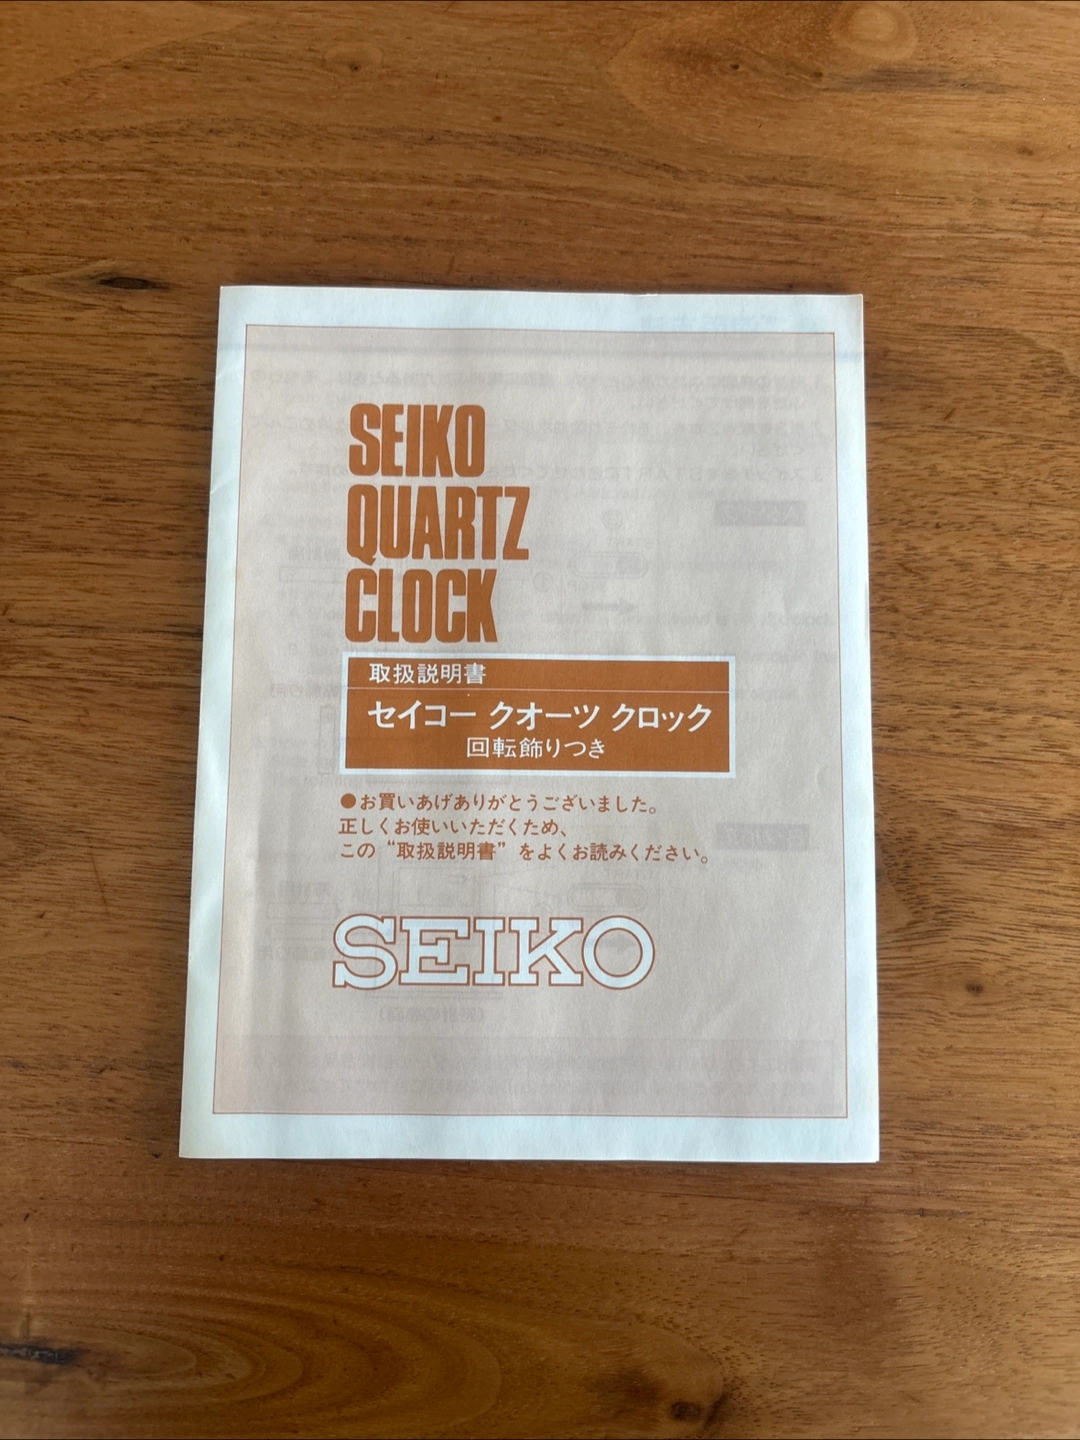 SEIKO
QUARTZ
CLOCK
取扱説明書
セイコー クオーツ クロック
回転飾りつき
●お買いあげありがとうございました。
正しくお使いいただくため、
この“取扱説明書”をよくお読みください。
SEIKO